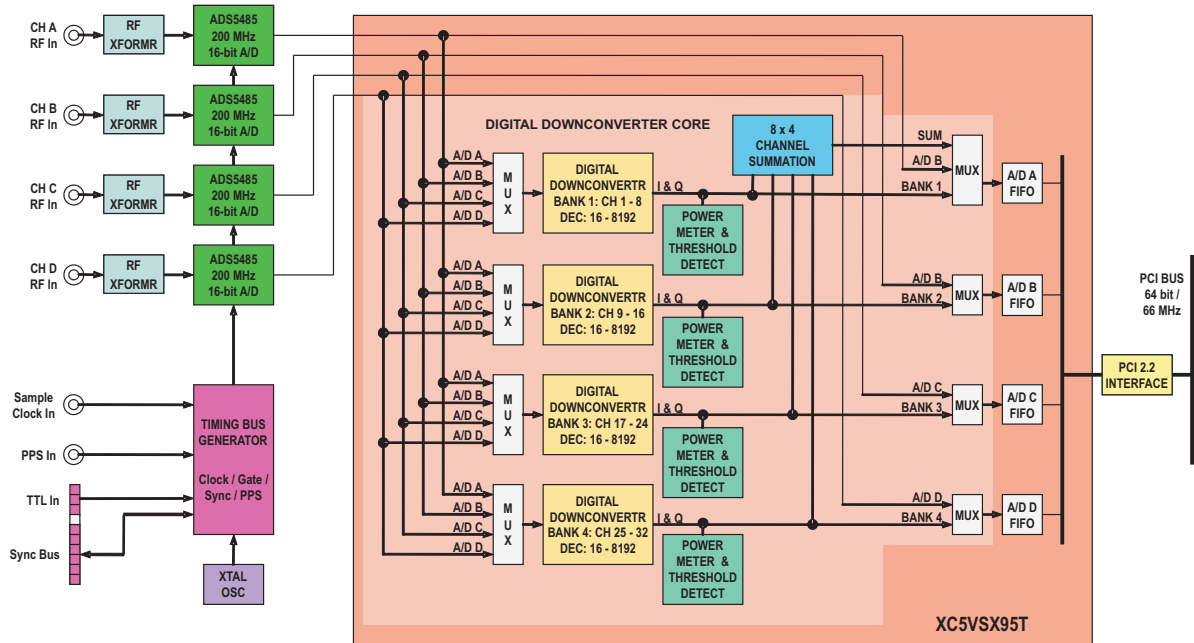 CH A
RF In
RF
XFORMR
ADS5485
200 MHz
16-bit A/D
CH B
RF In
RF
XFORMR
ADS5485
200 MHz
16-bit A/D
CH C
RF In
RF
XFORMR
ADS5485
200 MHz
16-bit A/D
CH D
RF In
RF
XFORMR
ADS5485
200 MHz
16-bit A/D
Sample
Clock In
PPS In
TTL In
Sync Bus
TIMING BUS
GENERATOR
Clock / Gate /
Sync / PPS
XTAL
OSC
DIGITAL DOWNCONVERTER CORE
8 x 4
CHANNEL
SUMMATION
A/D A
A/D B
A/D C
A/D D
M
U
X
DIGITAL
DOWNCONVERTR
BANK 1: CH 1 - 8
DEC: 16 - 8192
I & Q
POWER
METER &
THRESHOLD
DETECT
SUM
A/D B
BANK 1
MUX
A/D A
FIFO
A/D A
A/D B
A/D C
A/D D
M
U
X
DIGITAL
DOWNCONVERTR
BANK 2: CH 9 - 16
DEC: 16 - 8192
I & Q
POWER
METER &
THRESHOLD
DETECT
A/D B
BANK 2
MUX
A/D B
FIFO
A/D A
A/D B
A/D C
A/D D
M
U
X
DIGITAL
DOWNCONVERTR
BANK 3: CH 17 - 24
DEC: 16 - 8192
I & Q
POWER
METER &
THRESHOLD
DETECT
A/D C
BANK 3
MUX
A/D C
FIFO
A/D A
A/D B
A/D C
A/D D
M
U
X
DIGITAL
DOWNCONVERTR
BANK 4: CH 25 - 32
DEC: 16 - 8192
I & Q
POWER
METER &
THRESHOLD
DETECT
A/D D
BANK 4
MUX
A/D D
FIFO
PCI 2.2
INTERFACE
PCI BUS
64 bit /
66 MHz
XC5VSX95T